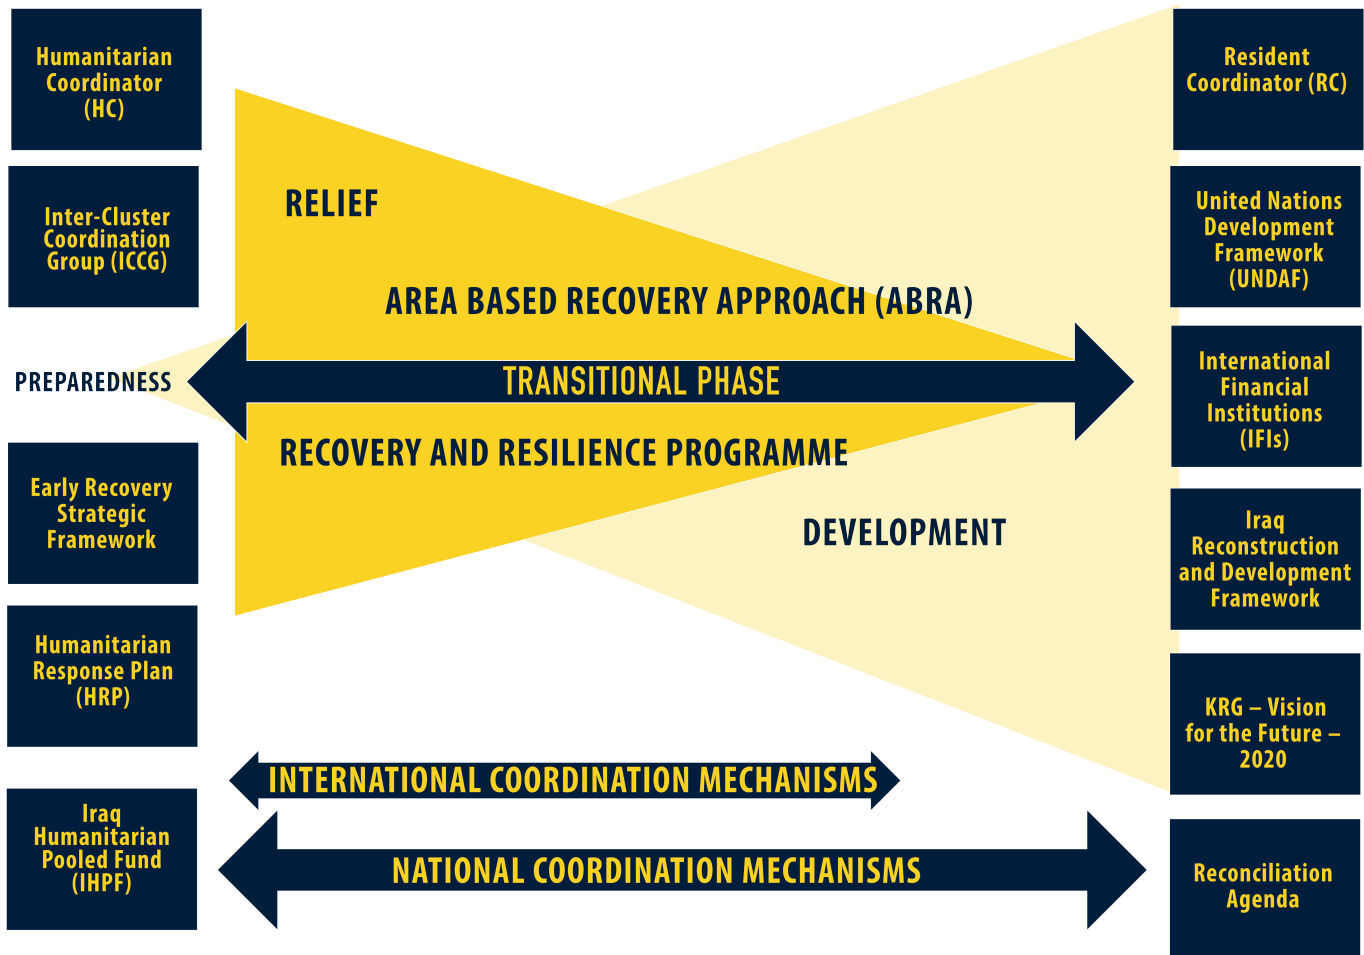 Humanitarian
Coordinator
(HC)
Inter-Cluster
Coordination
Group (ICCG)
PREPAREDNESS
Early Recovery
Strategic
Framework
Humanitarian
Response Plan
(HRP)
Iraq
Humanitarian
Pooled Fund
(IHPF)
RELIEF
AREA BASED RECOVERY APPROACH (ABRA)
TRANSITIONAL PHASE
RECOVERY AND RESILIENCE PROGRAMME
DEVELOPMENT
INTERNATIONAL COORDINATION MECHANISMS
NATIONAL COORDINATION MECHANISMS
Resident
Coordinator (RC)
United Nations
Development
Framework
(UNDAF)
International
Financial
Institutions
(IFIs)
Iraq
Reconstruction
and Development
Framework
KRG – Vision
for the Future –
2020
Reconciliation
Agenda